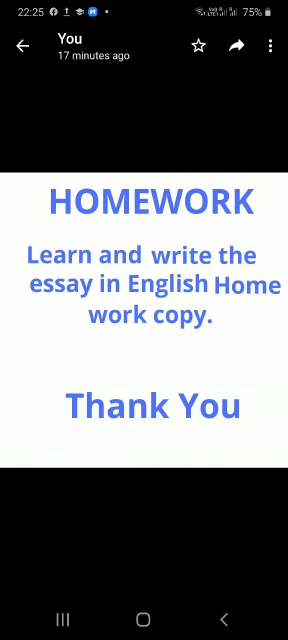 22:25
75%
You
17 minutes ago
HOMEWORK
Learn and write the
essay in English Home
work copy.
Thank You